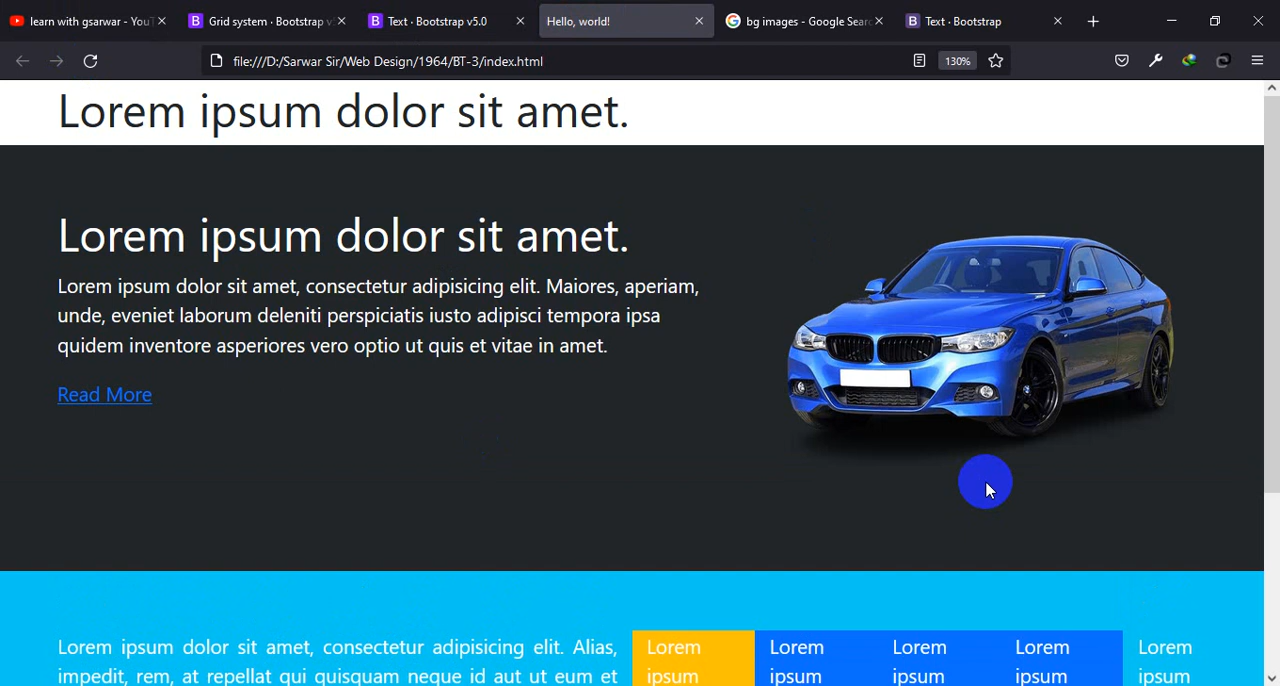 learn with gsarwar - YouT
Grid system · Bootstrap v5
Text · Bootstrap v5.0
Hello, world!
bg images - Google Searc
Text · Bootstrap
file:///D:/Sarwar Sir/Web Design/1964/BT-3/index.html
130%
Lorem ipsum dolor sit amet.
Lorem ipsum dolor sit amet.
Lorem ipsum dolor sit amet, consectetur adipisicing elit. Maiores, aperiam,
unde, eveniet laborum deleniti perspiciatis iusto adipisci tempora ipsa
quidem inventore asperiores vero optio ut quis et vitae in amet.
Read More
Lorem ipsum dolor sit amet, consectetur adipisicing elit. Alias,
impedit, rem, at repellat qui quisquam neque id aut ut eum et
Lorem
ipsum
Lorem
ipsum
Lorem
ipsum
Lorem
ipsum
Lorem
ipsum